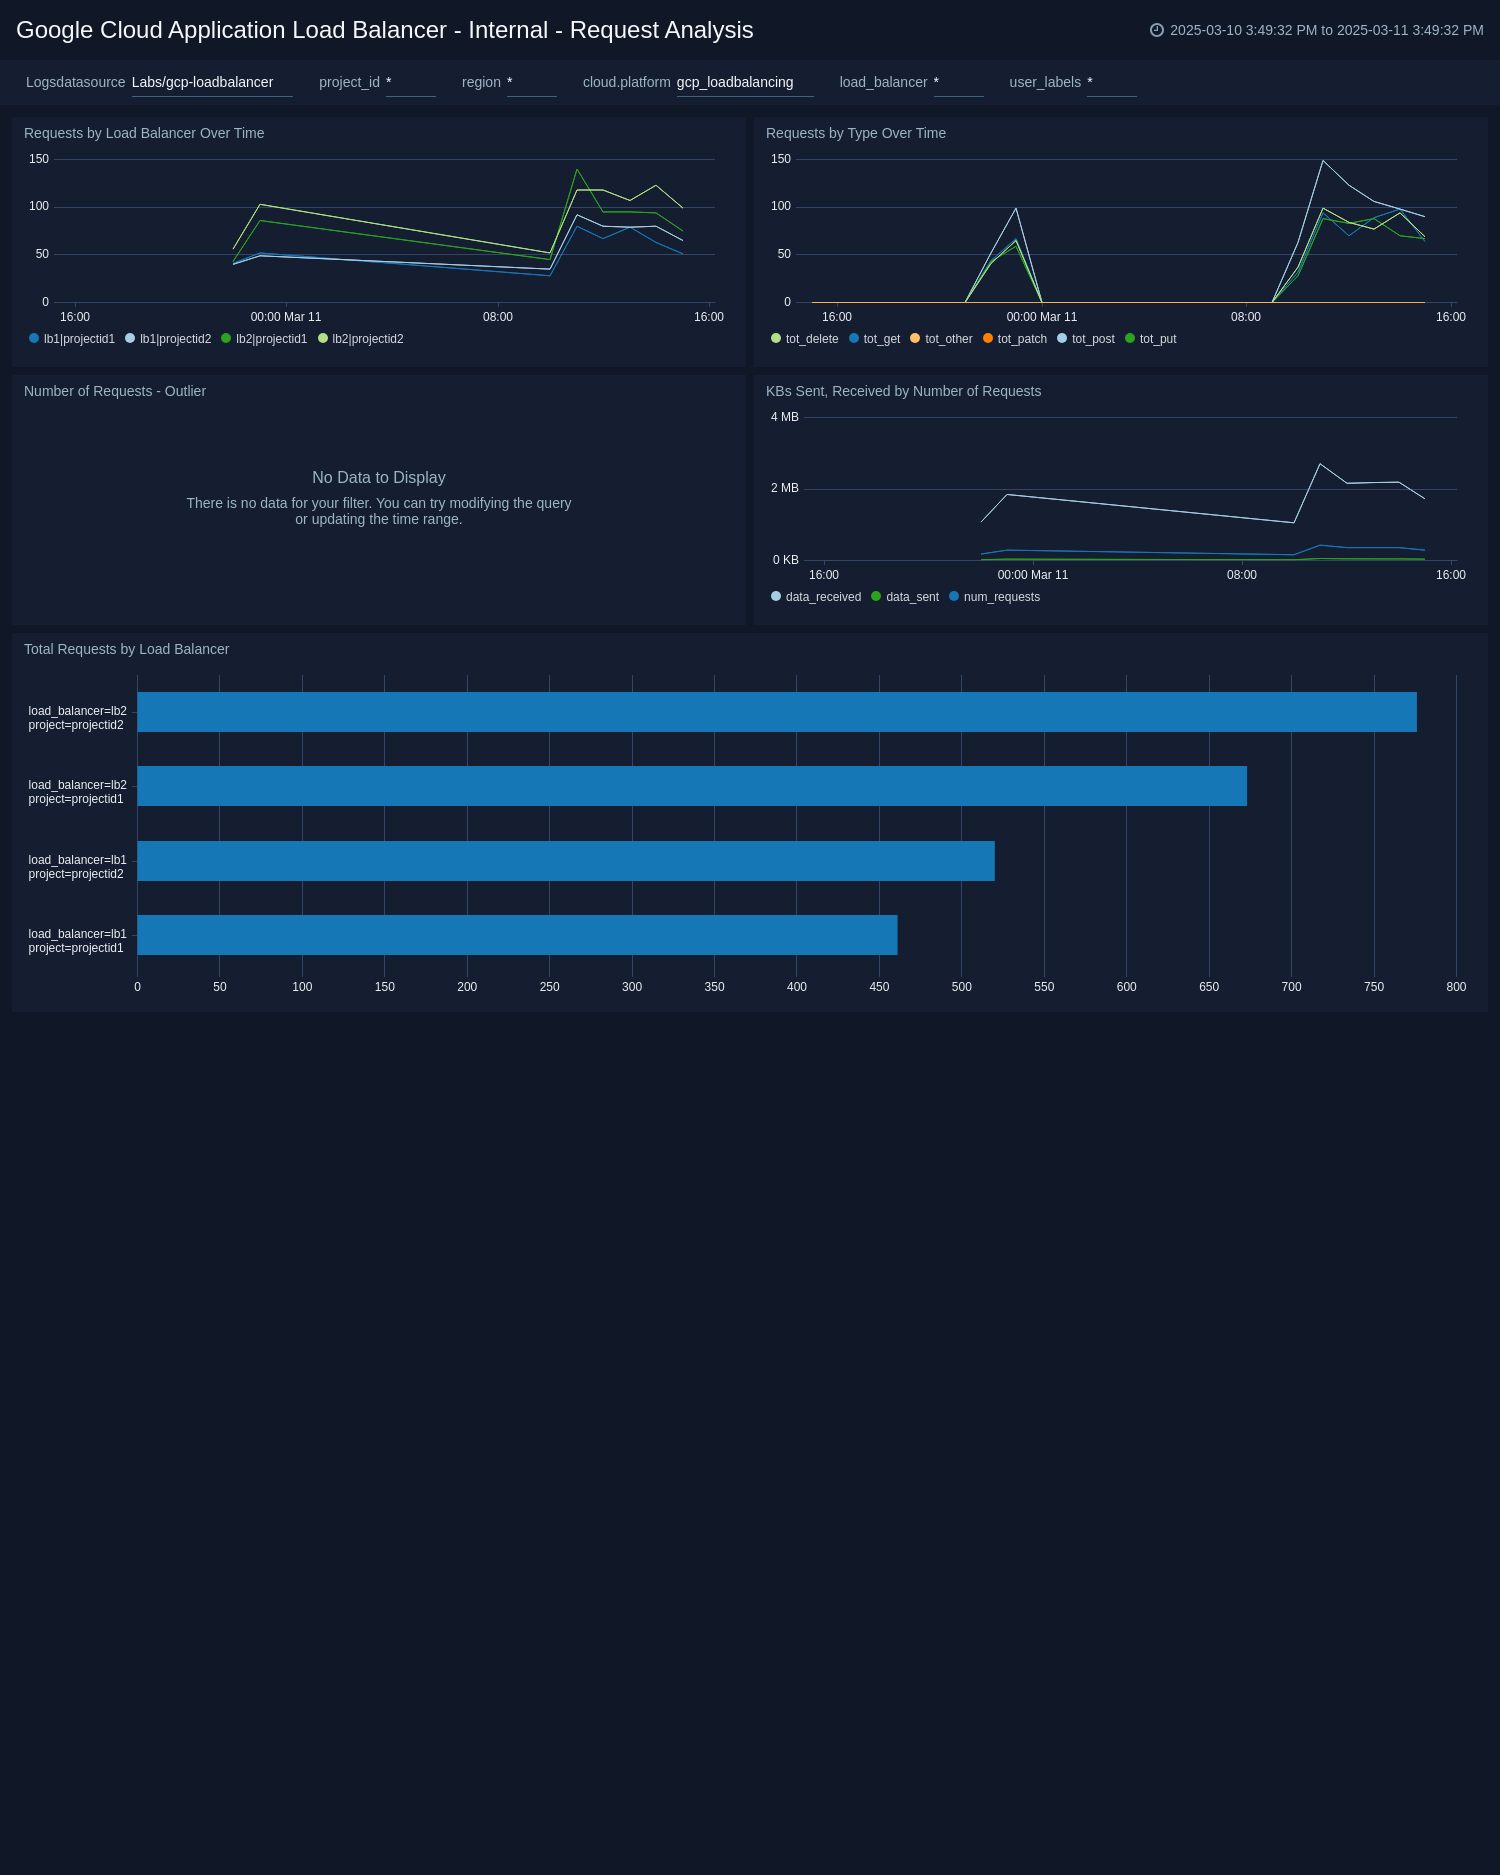 Google Cloud Application Load Balancer - Internal - Request Analysis
2025-03-10 3:49:32 PM to 2025-03-11 3:49:32 PM
Logsdatasource Labs/gcp-loadbalancer project_id * region * cloud.platform gcp_loadbalancing load_balancer * user_labels *
Requests by Load Balancer Over Time
150
100
50
0
16:00 00:00 Mar 11 08:00 16:00
lb1|projectid1 lb1|projectid2 lb2|projectid1 lb2|projectid2
Requests by Type Over Time
150
100
50
0
16:00 00:00 Mar 11 08:00 16:00
tot_delete tot_get tot_other tot_patch tot_post tot_put
Number of Requests - Outlier
No Data to Display
There is no data for your filter. You can try modifying the query
or updating the time range.
KBs Sent, Received by Number of Requests
4 MB
2 MB
0 KB
16:00 00:00 Mar 11 08:00 16:00
data_received data_sent num_requests
Total Requests by Load Balancer
load_balancer=lb2
project=projectid2
load_balancer=lb2
project=projectid1
load_balancer=lb1
project=projectid2
load_balancer=lb1
project=projectid1
0 50 100 150 200 250 300 350 400 450 500 550 600 650 700 750 800